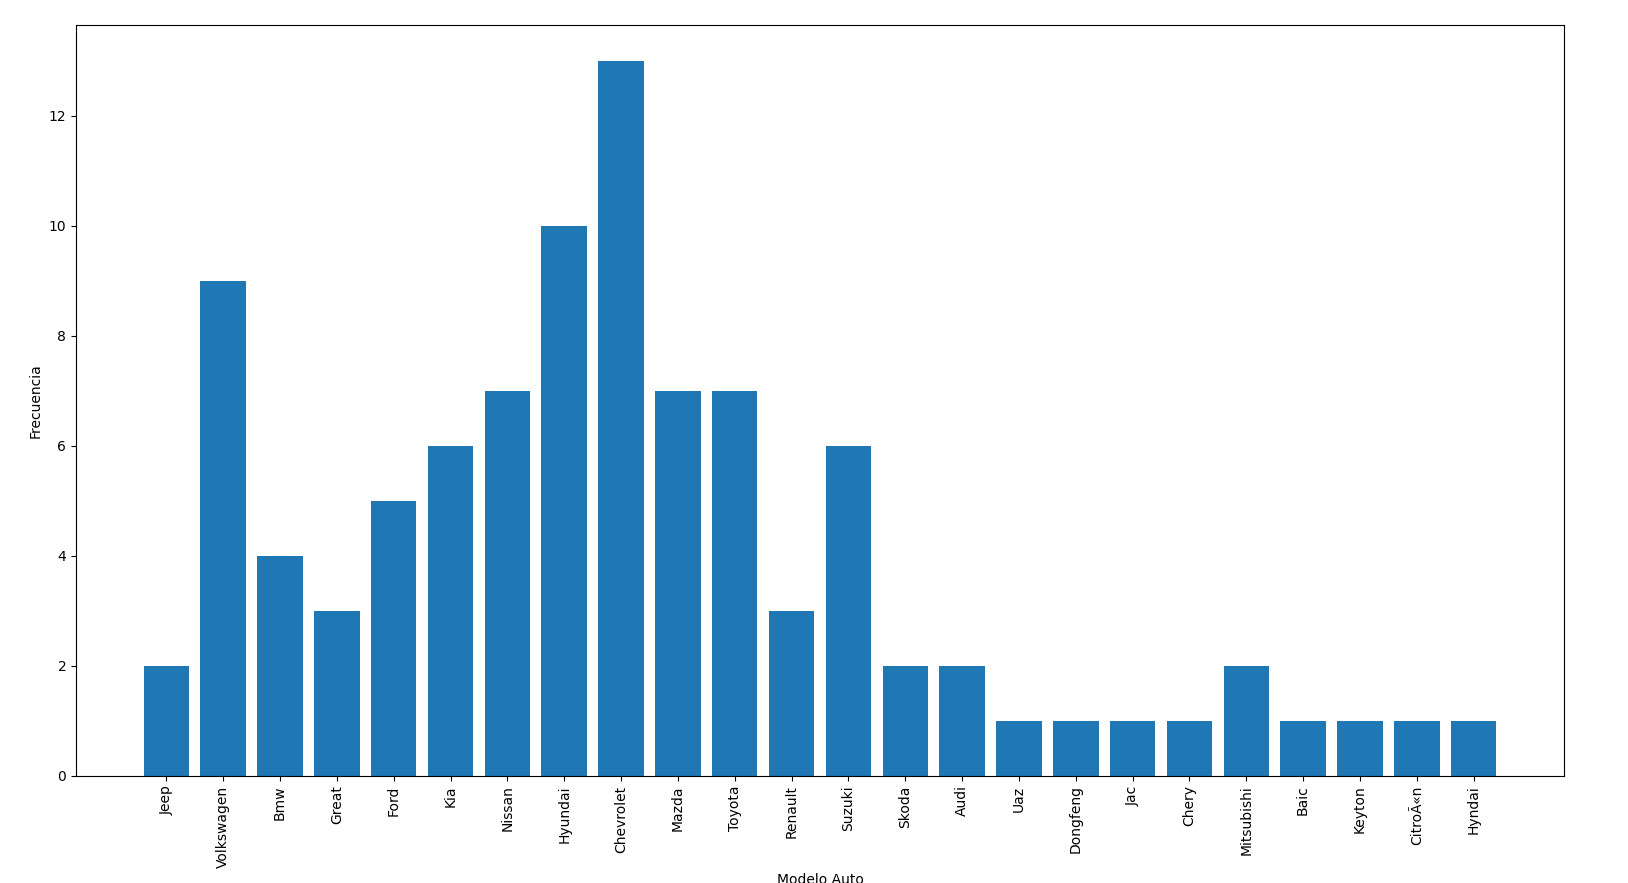 12
10
8
6
4
2
0
Frecuencia
Jeep
Volkswagen
Bmw
Great
Ford
Kia
Nissan
Hyundai
Chevrolet
Mazda
Toyota
Renault
Suzuki
Skoda
Audi
Uaz
Dongfeng
Jac
Chery
Mitsubishi
Baic
Keyton
CitroÃ«n
Hyndai
Modelo Auto